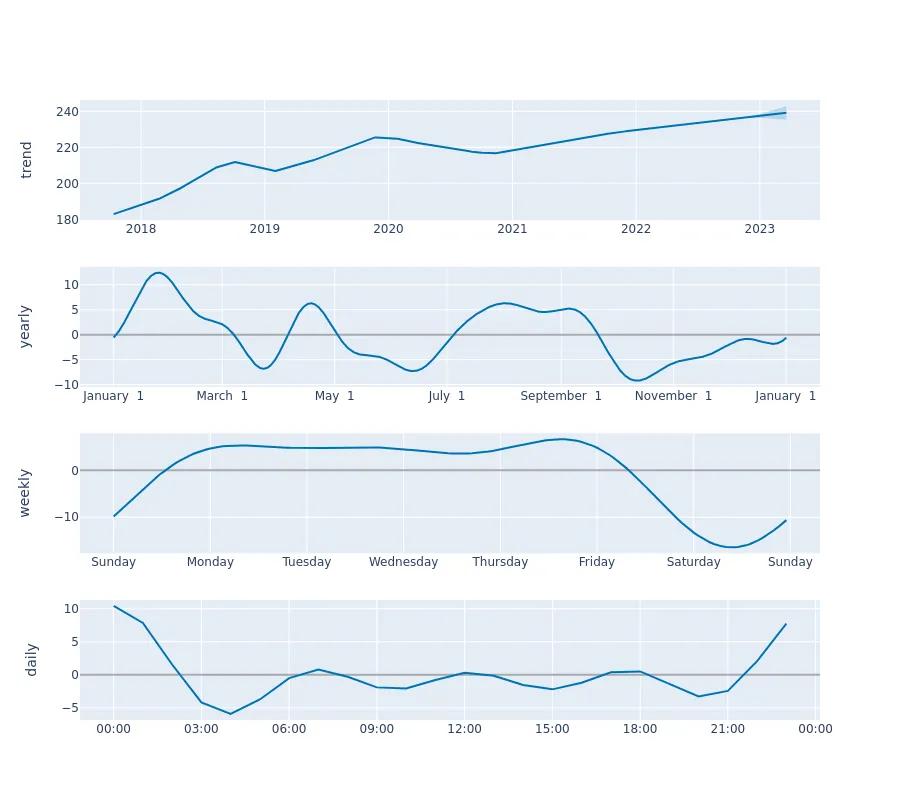 trend
240
220
200
180
2018 2019 2020 2021 2022 2023
yearly
10
5
0
−5
−10
January 1 March 1 May 1 July 1 September 1 November 1 January 1
weekly
0
−10
Sunday Monday Tuesday Wednesday Thursday Friday Saturday Sunday
daily
10
5
0
−5
00:00 03:00 06:00 09:00 12:00 15:00 18:00 21:00 00:00